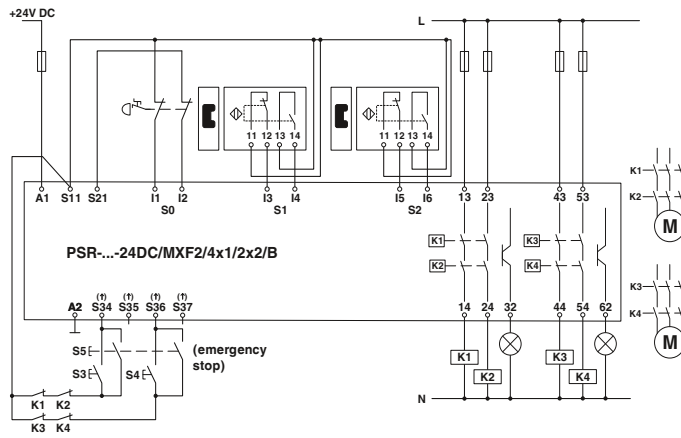 +24V DC
L
11 12 13 14
11 12 13 14
K1
K2
M
A1 S11 S21 I1 I2 I3 I4 I5 I6 13 23 43 53
S0 S1 S2
PSR-...-24DC/MXF2/4x1/2x2/B
K1 K3
K2 K4
K3
K4
M
(↑) (↑) (↑) (↑)
A2 S34 S35 S36 S37 14 24 32 44 54 62
S5
(emergency
stop)
S3 S4
K1 K3
K2 K4
K1 K2
N
K3 K4